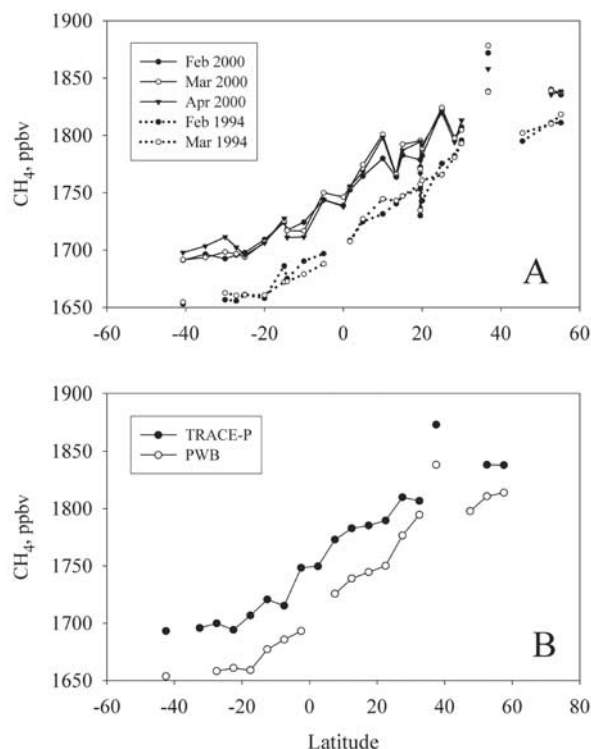 1900
A
Feb 2000
Mar 2000
Apr 2000
Feb 1994
Mar 1994
1850
CH4, ppbv
1800
1750
1700
1650
-60 -40 -20 0 20 40 60
1900
TRACE-P
PWB
1850
CH4, ppbv
1800
1750
1700
B
1650
-60 -40 -20 0 20 40 60 80
Latitude